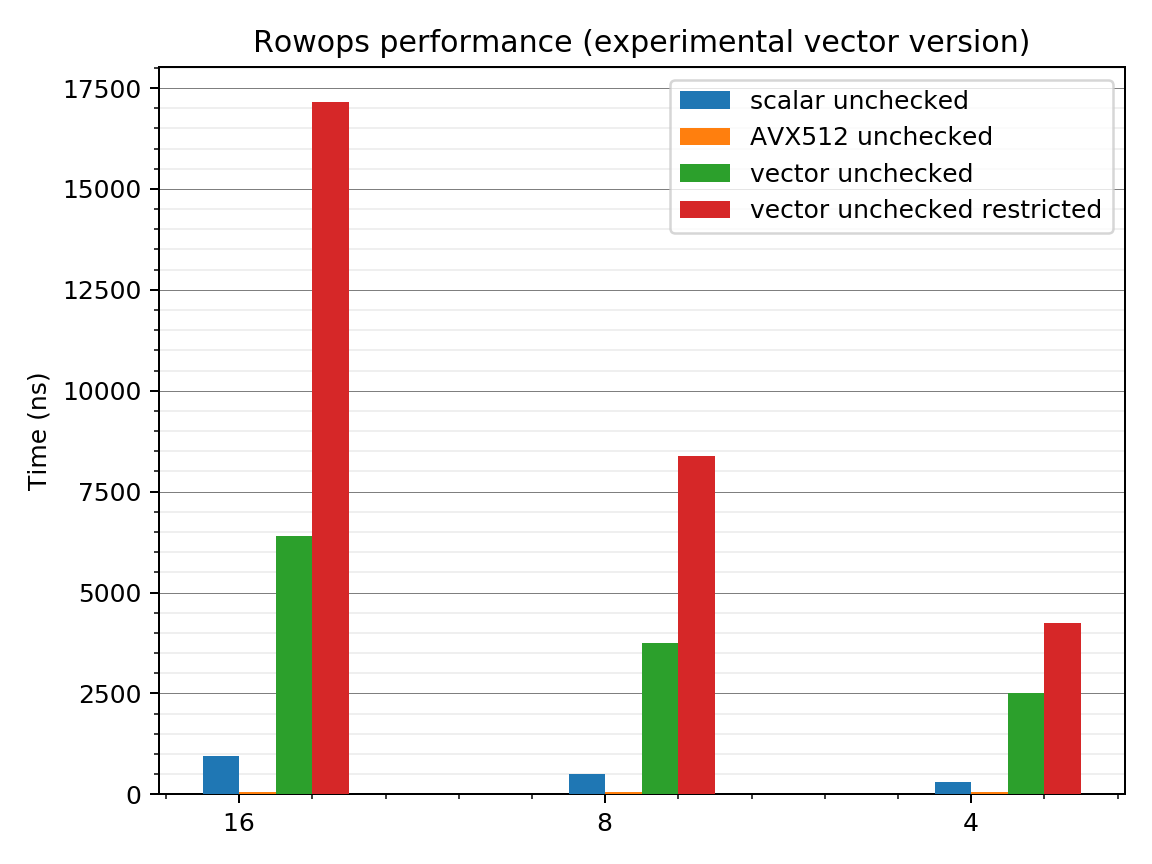 Rowops performance (experimental vector version)
17500
15000
12500
10000
7500
5000
2500
0
Time (ns)
scalar unchecked
AVX512 unchecked
vector unchecked
vector unchecked restricted
16
8
4